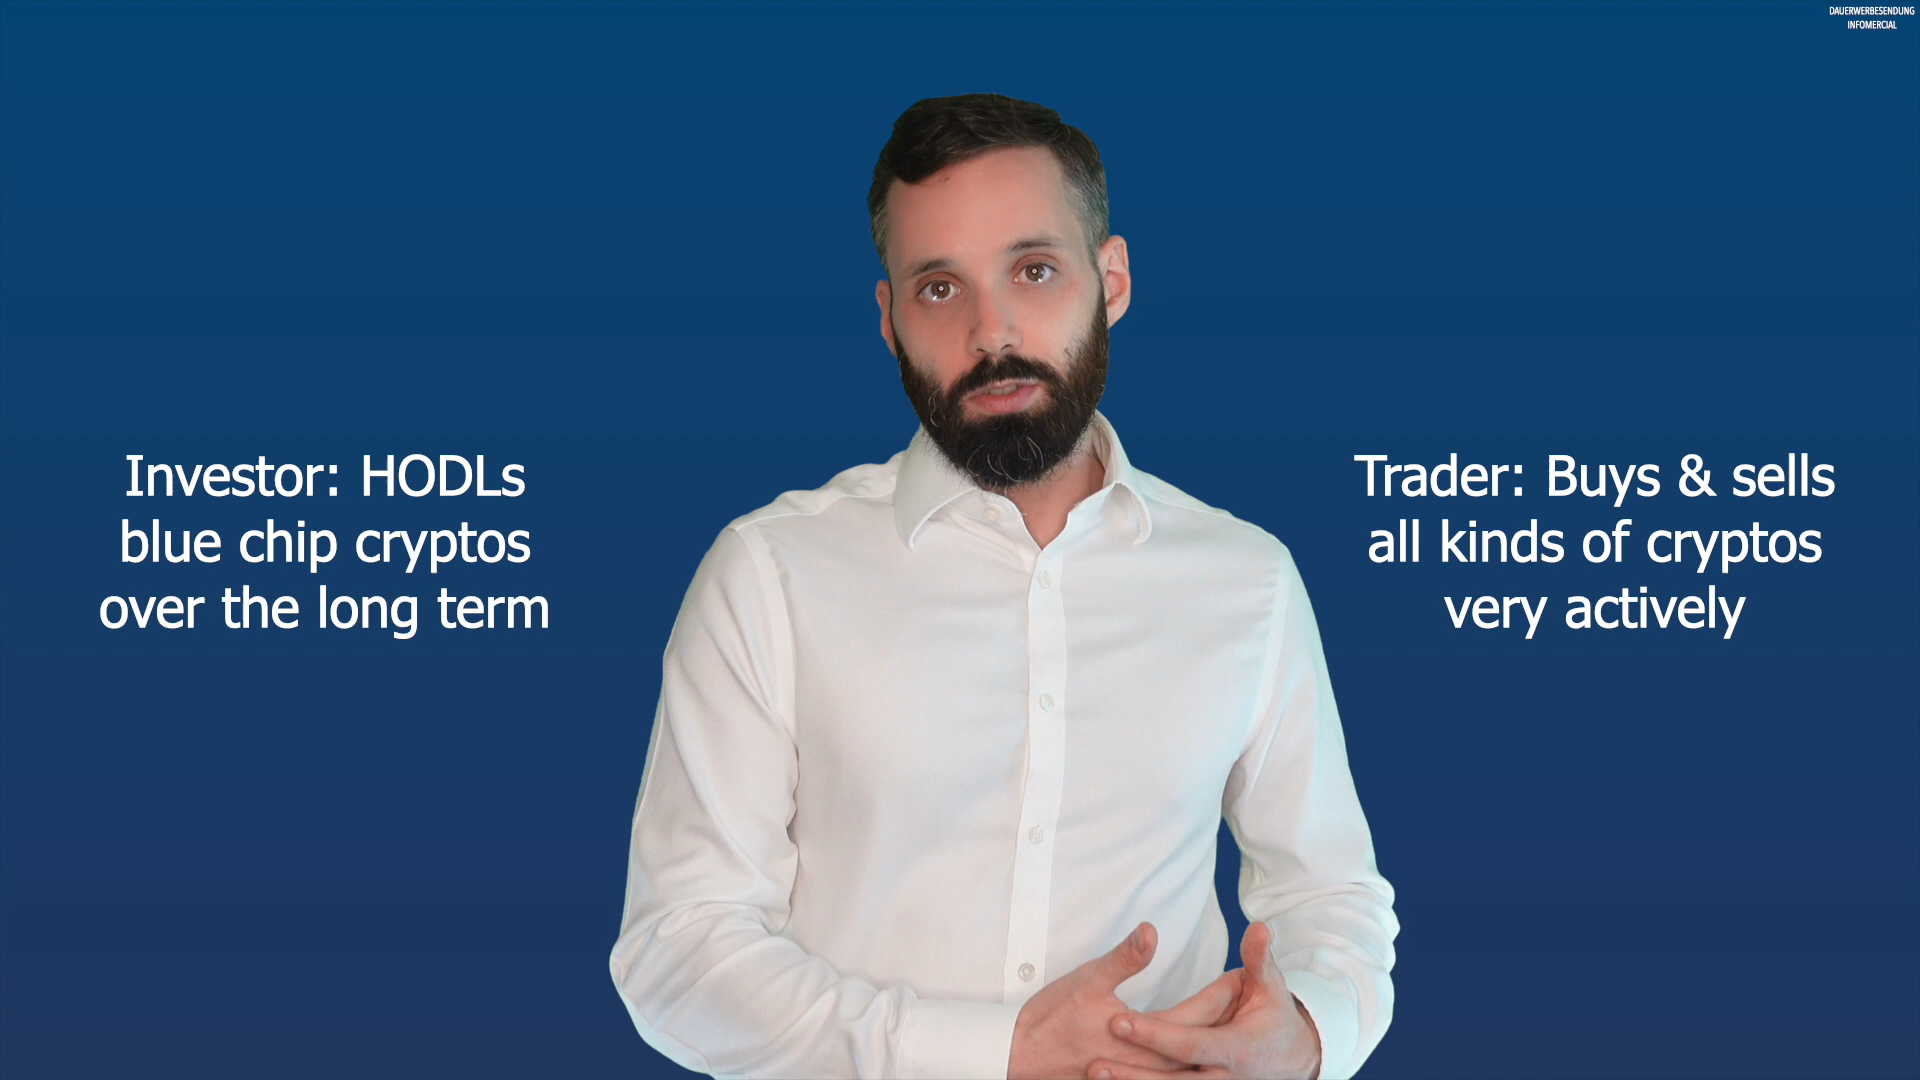 DAUERWERBESENDUNG
INFOMERCIAL
Investor: HODLs
blue chip cryptos
over the long term
Trader: Buys & sells
all kinds of cryptos
very actively